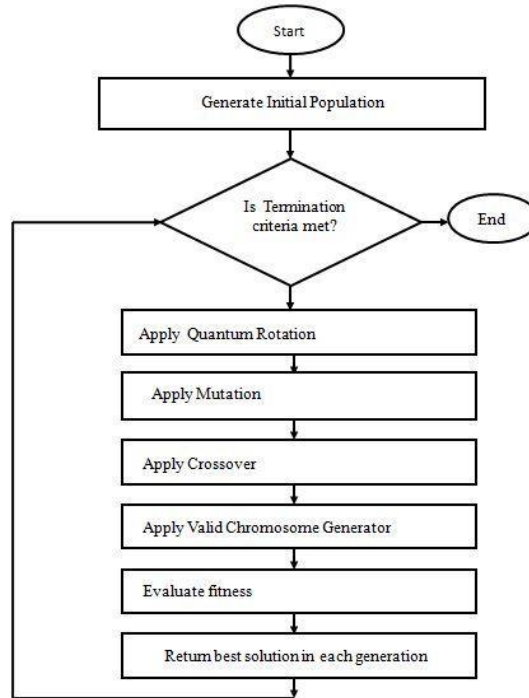 Start
Generate Initial Population
Is Termination
criteria met?
End
Apply Quantum Rotation
Apply Mutation
Apply Crossover
Apply Valid Chromosome Generator
Evaluate fitness
Return best solution in each generation